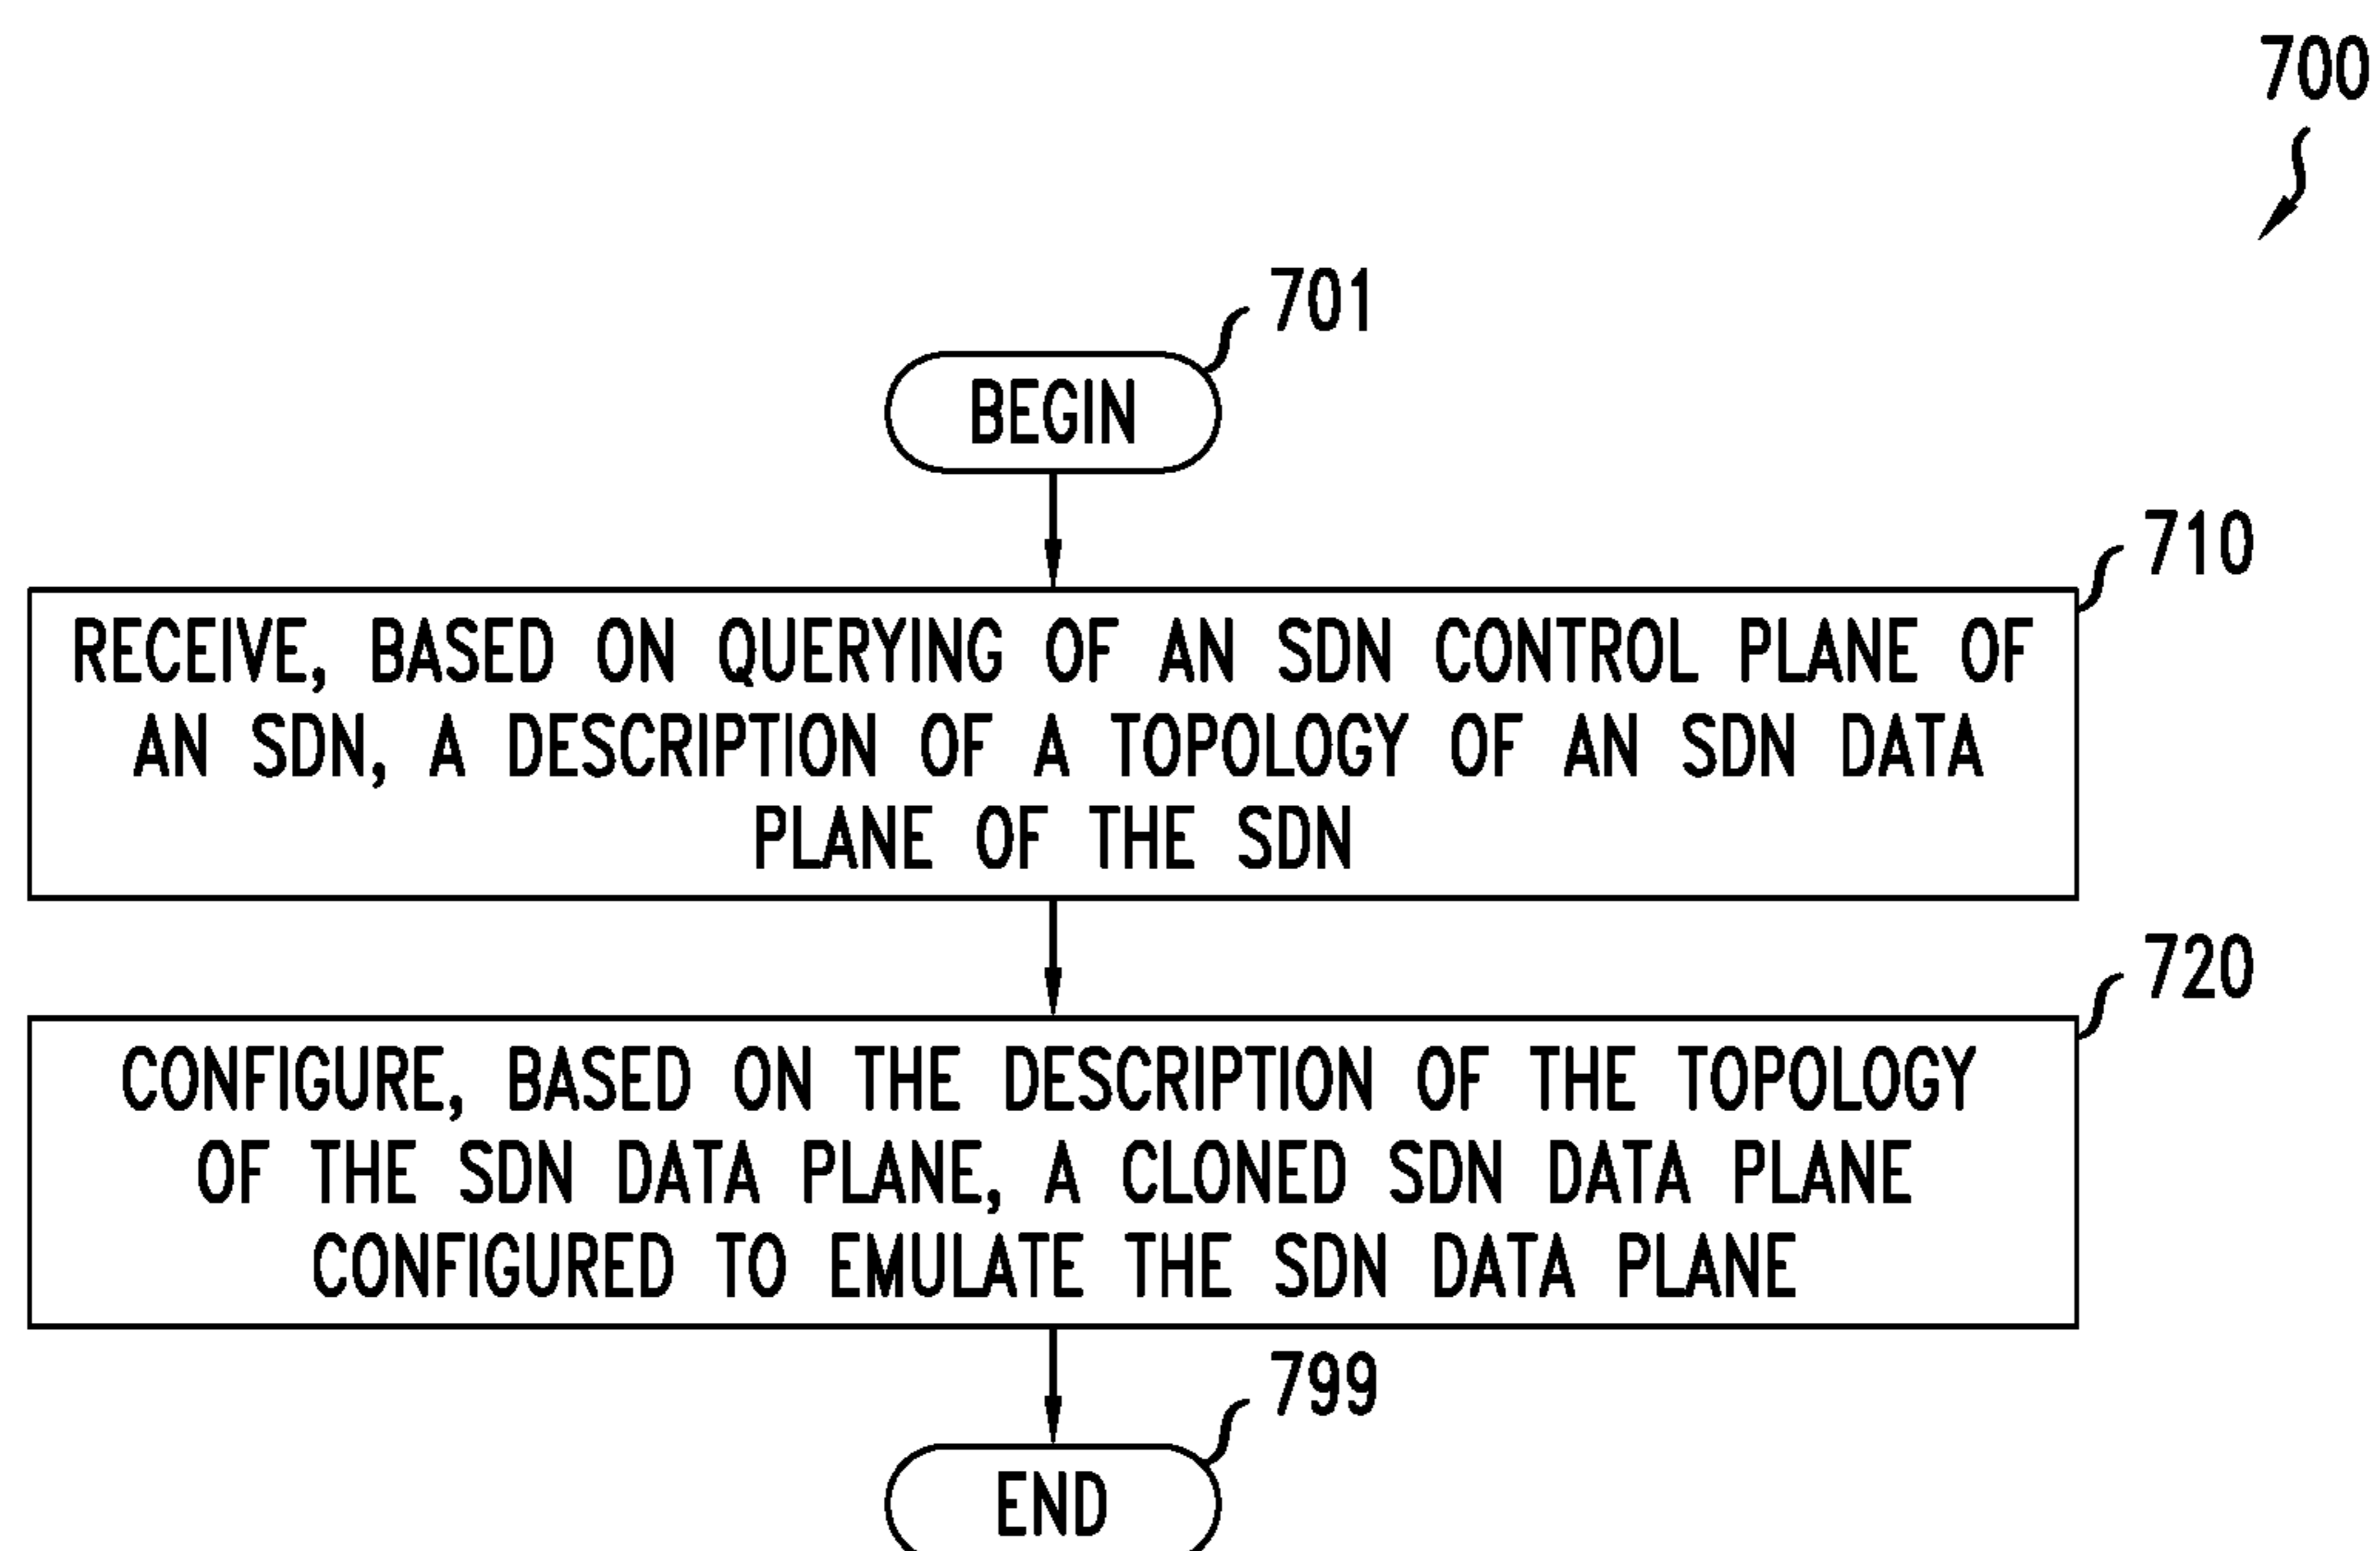 700
701
BEGIN
710
RECEIVE, BASED ON QUERYING OF AN SDN CONTROL PLANE OF
AN SDN, A DESCRIPTION OF A TOPOLOGY OF AN SDN DATA
PLANE OF THE SDN
720
CONFIGURE, BASED ON THE DESCRIPTION OF THE TOPOLOGY
OF THE SDN DATA PLANE, A CLONED SDN DATA PLANE
CONFIGURED TO EMULATE THE SDN DATA PLANE
799
END